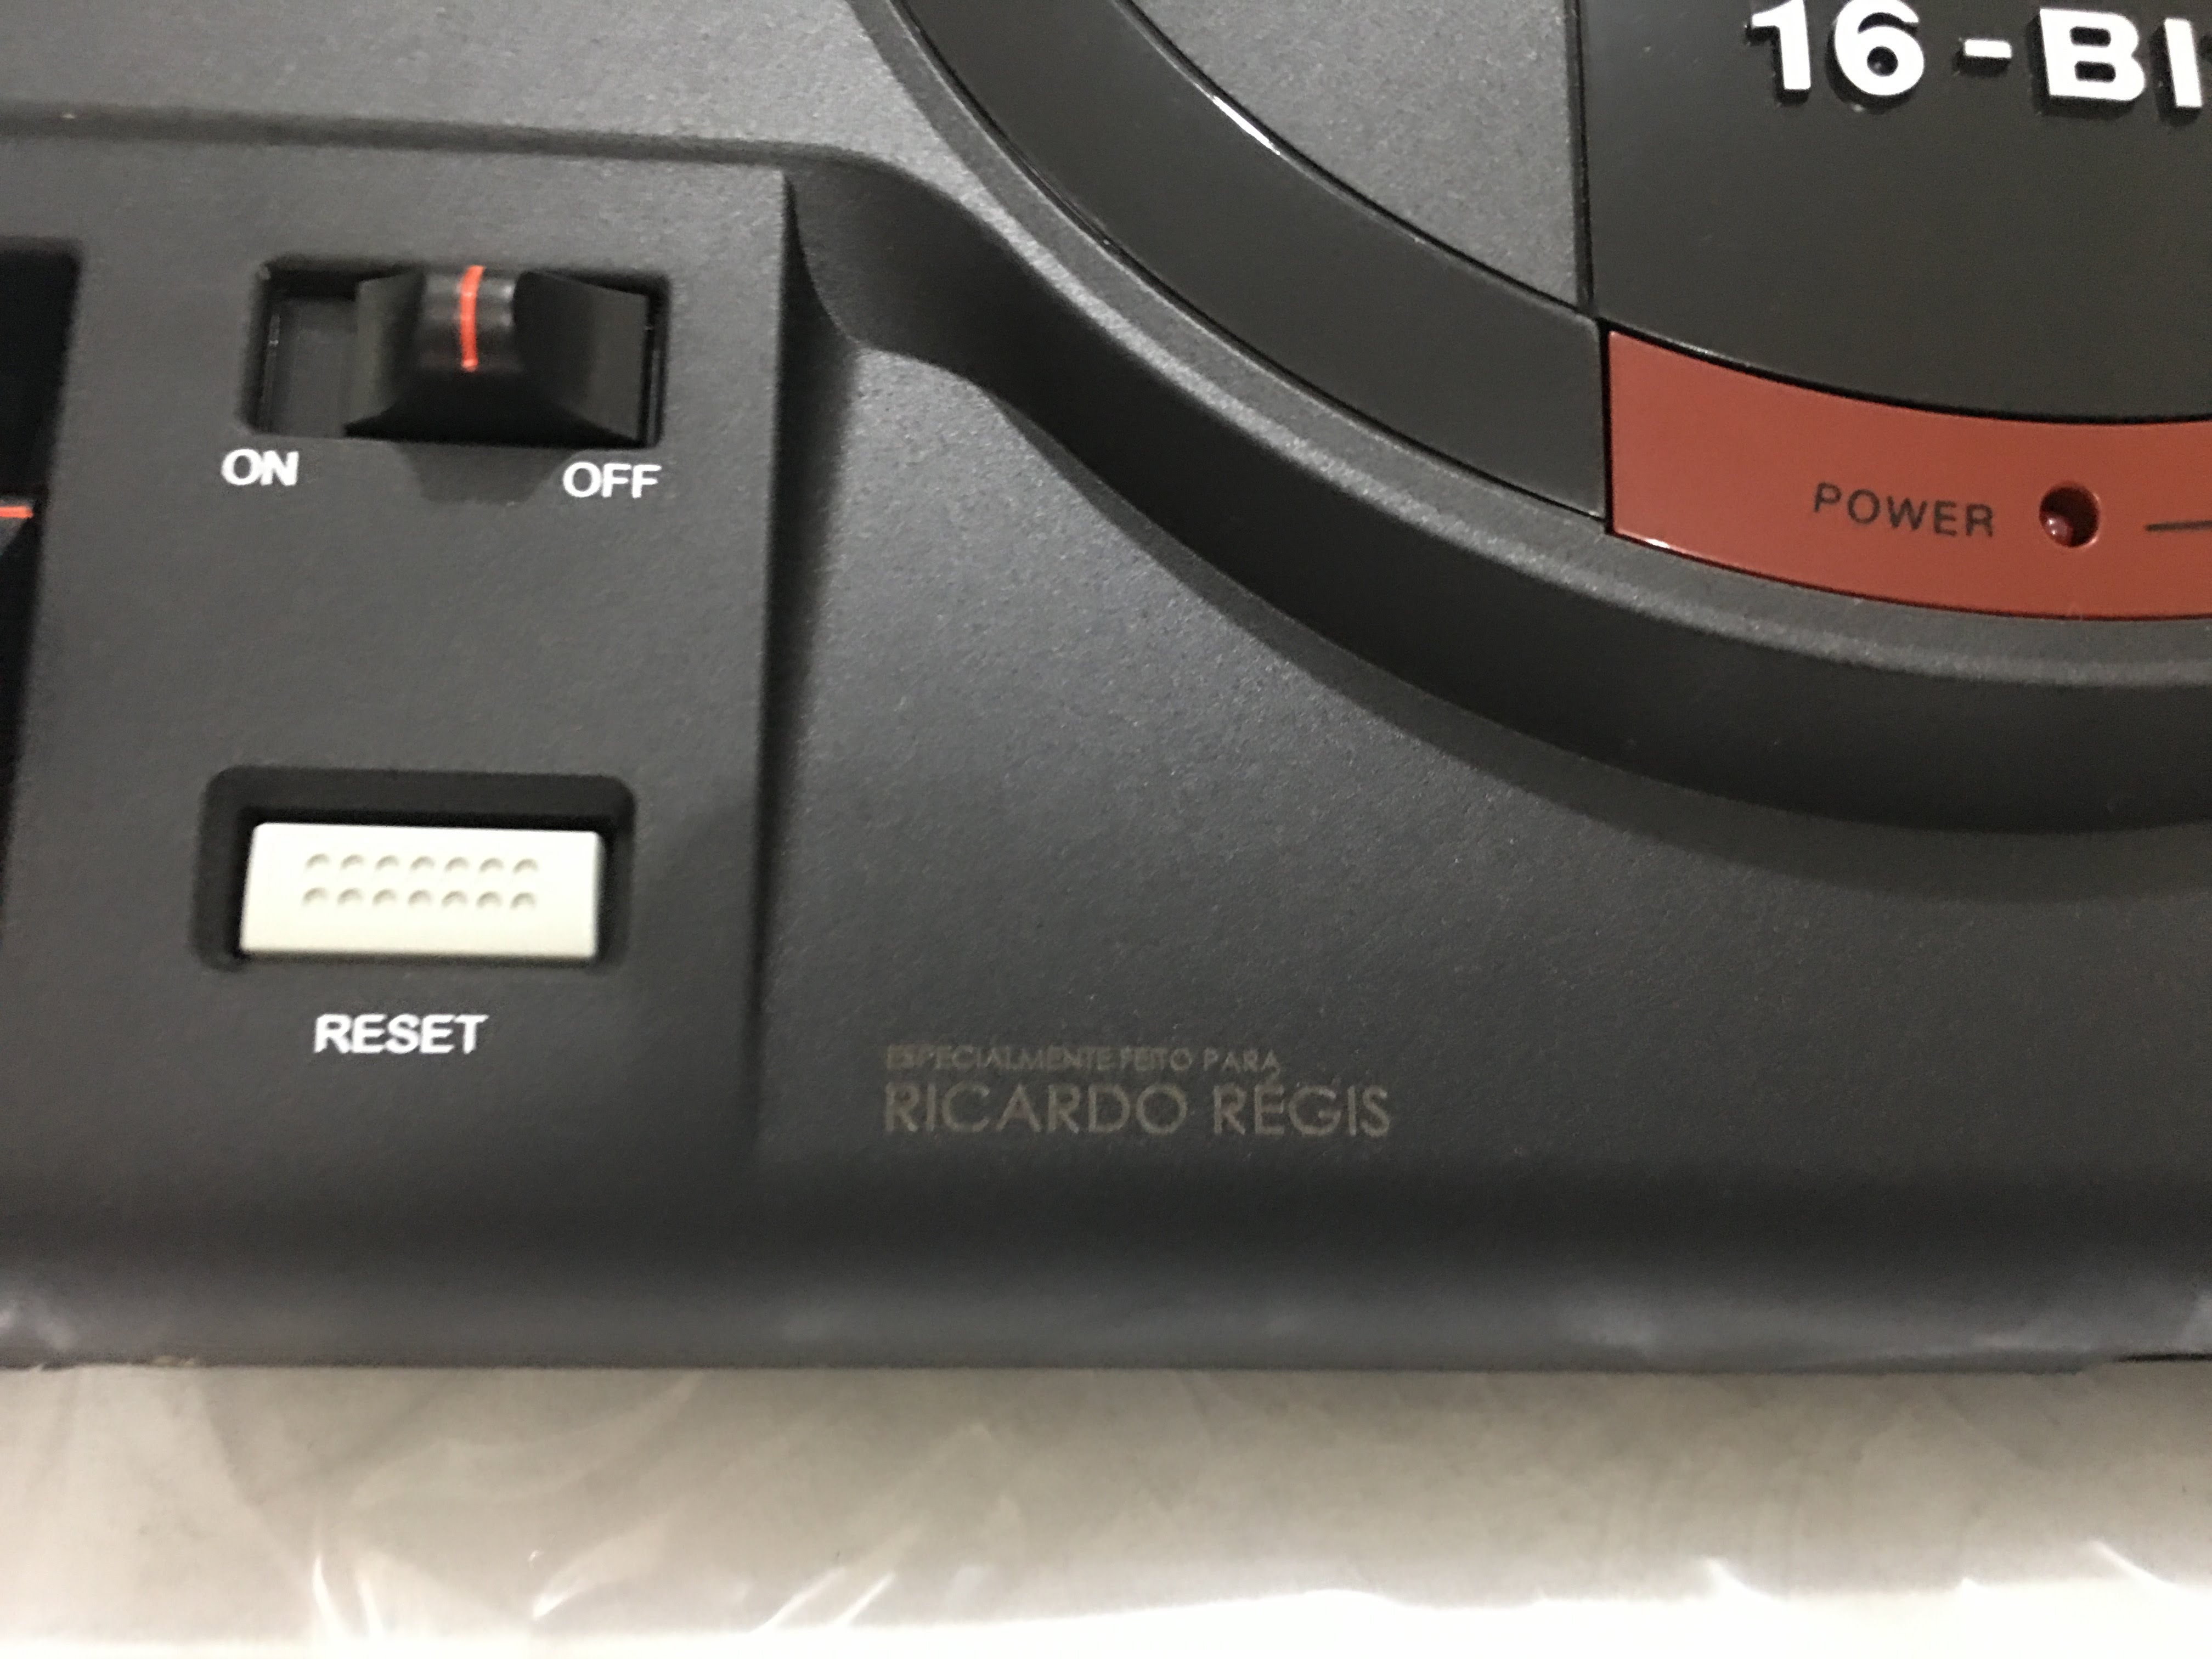 16-BI
POWER
ON OFF
RESET
ESPECIALMENTE FEITO PARA
RICARDO RÉGIS